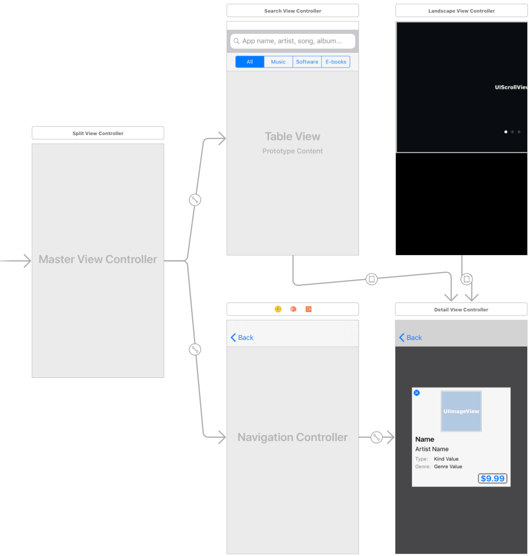 Search View Controller
Landscape View Controller
App name, artist, song, album...
All Music Software E-books
UIScrollView
Split View Controller
Table View
Prototype Content
Master View Controller
Detail View Controller
Back
Back
UIImageView
Name
Artist Name
Navigation Controller
Type: Kind Value
Genre: Genre Value
$9.99